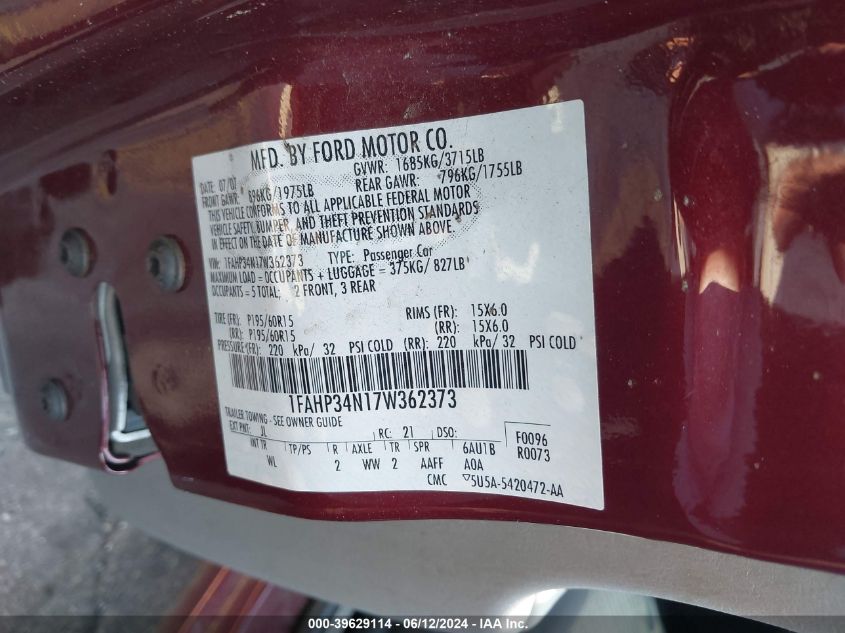 MFD. BY FORD MOTOR CO.
DATE: 07/07 GVWR: 1685KG/3715LB
FRONT GAWR: 896KG/1975LB REAR GAWR: 796KG/1755LB
THIS VEHICLE CONFORMS TO ALL APPLICABLE FEDERAL MOTOR
VEHICLE SAFETY, BUMPER, AND THEFT PREVENTION STANDARDS
IN EFFECT ON THE DATE OF MANUFACTURE SHOWN ABOVE.
VIN: 1FAHP34N17W362373 TYPE: Passenger Car
MAXIMUM LOAD = OCCUPANTS + LUGGAGE = 375KG/ 827LB
OCCUPANTS = 5 TOTAL; 2 FRONT, 3 REAR
TIRE (FR): P195/60R15 RIMS (FR): 15X6.0
(RR): P195/60R15 (RR): 15X6.0
PRESSURE (FR): 220 kPa/ 32 PSI COLD (RR): 220 kPa/ 32 PSI COLD
1FAHP34N17W362373
TRAILER TOWING - SEE OWNER GUIDE
EXT PNT: JL RC: 21 DSO: F0096
INT TR TP/PS R AXLE TR SPR 6AU1B R0073
WL 2 WW 2 AAFF A0A
CMC ▽5U5A-5420472-AA
000-39629114 - 06/12/2024 - www.iaai.com